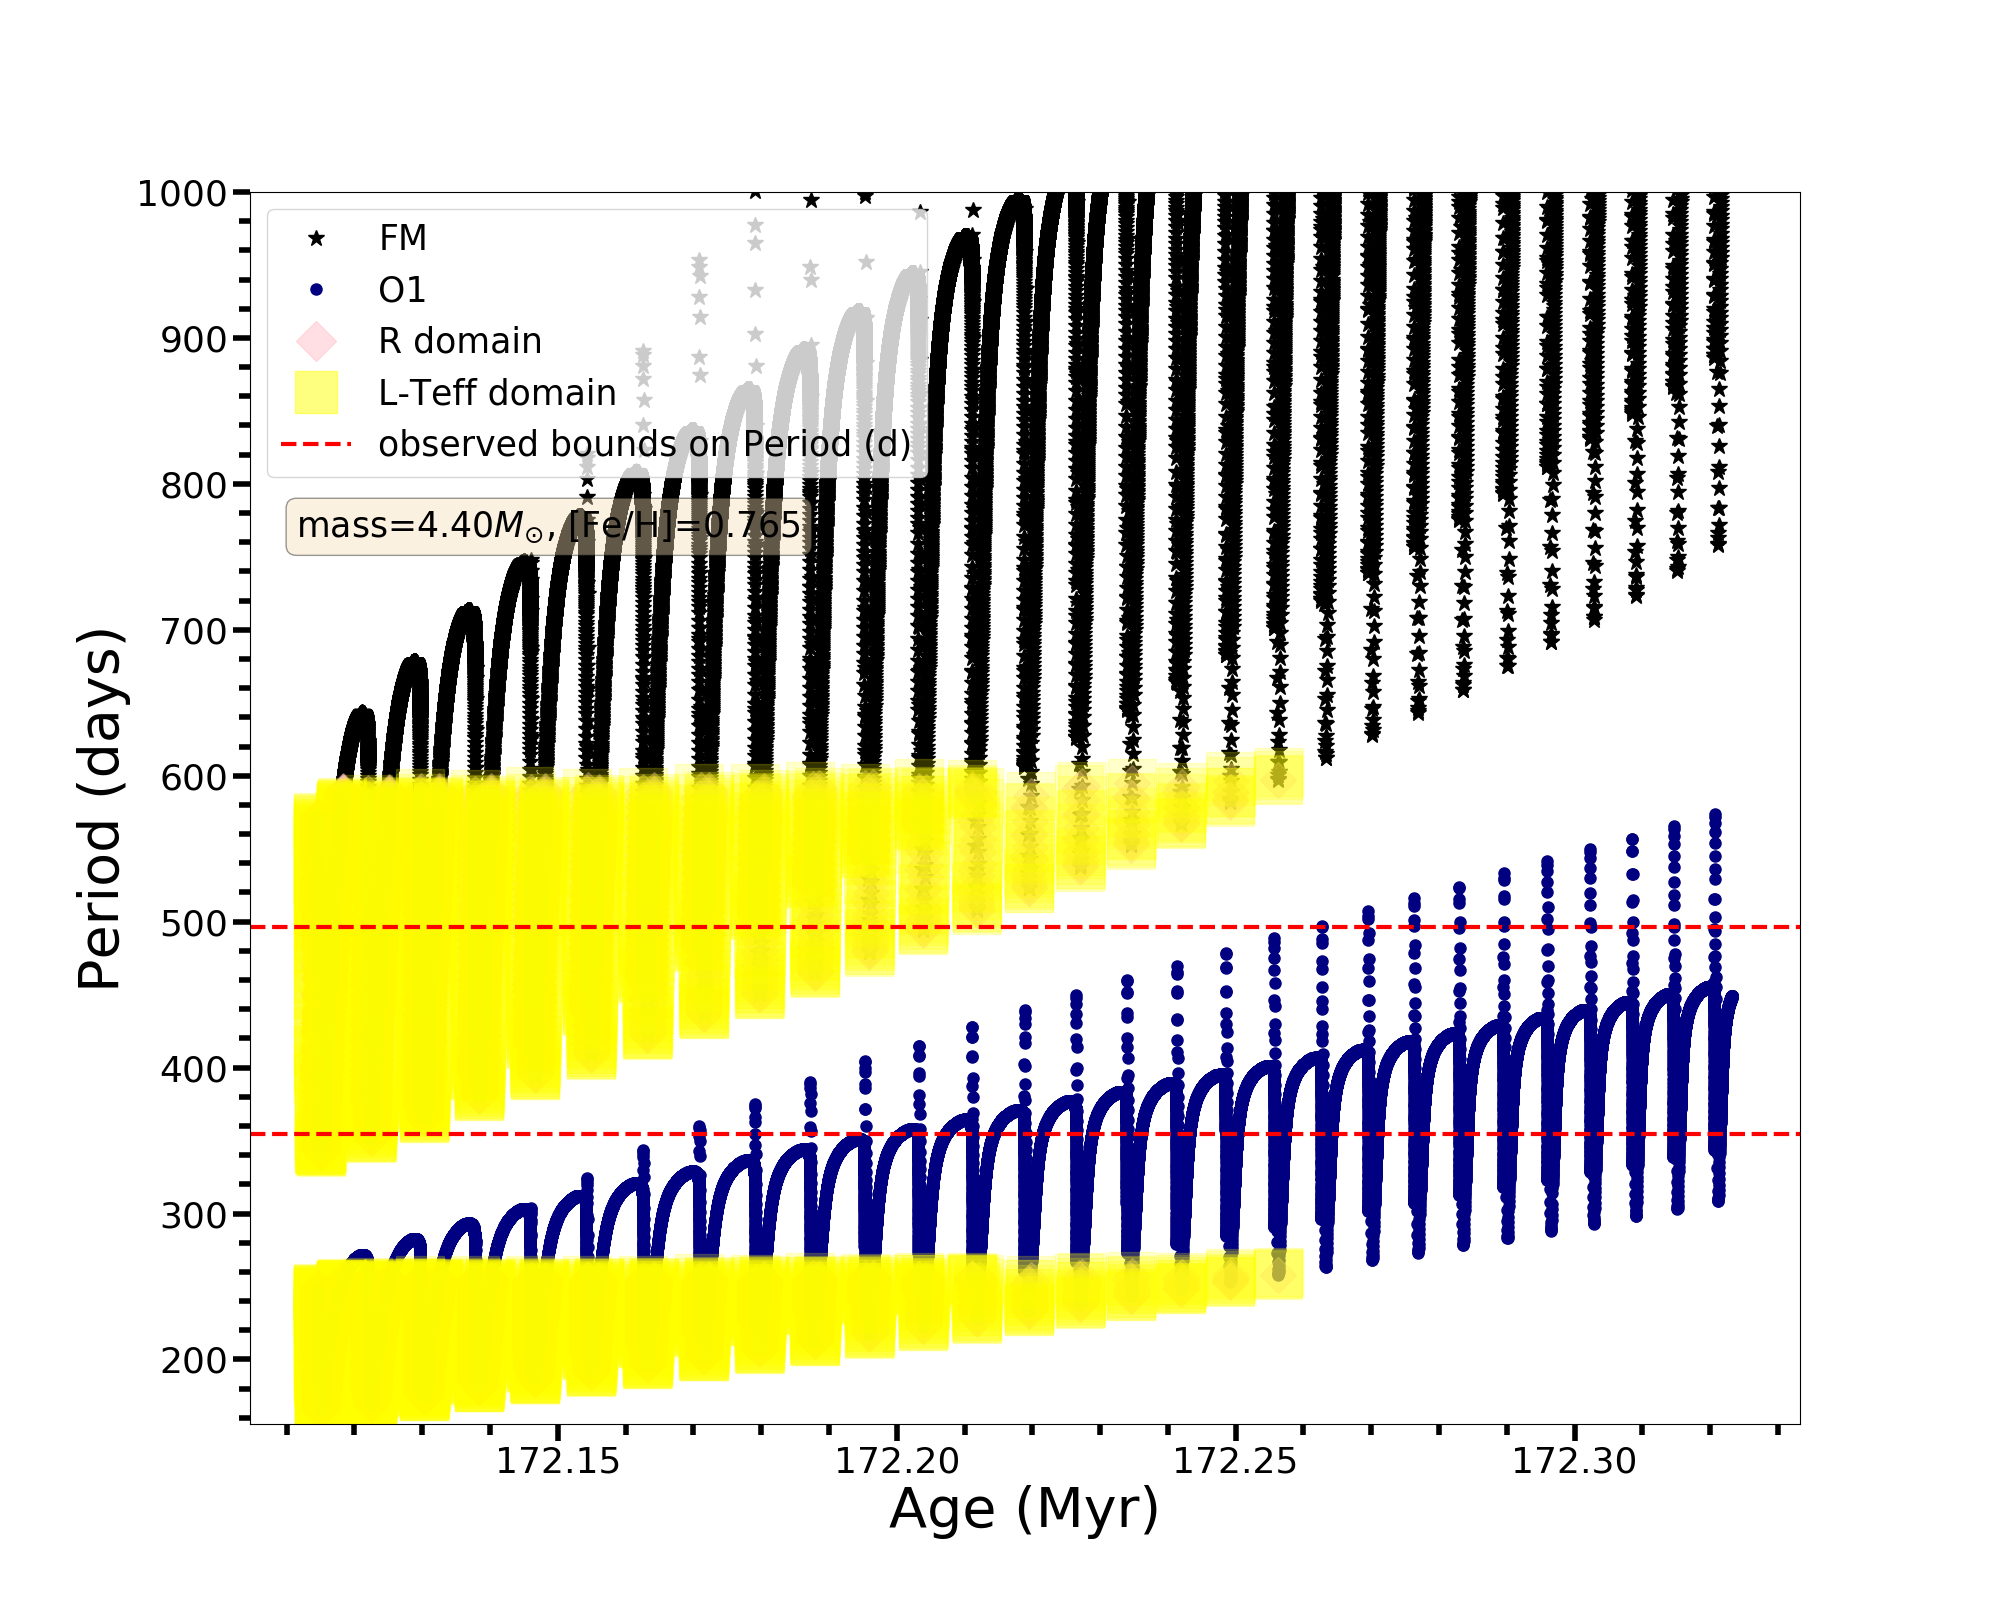 1000
900
800
700
600
500
400
300
200
Period (days)
FM
O1
R domain
L-Teff domain
observed bounds on Period (d)
mass=4.40M⊙, [Fe/H]=0.765
172.15 172.20 172.25 172.30
Age (Myr)